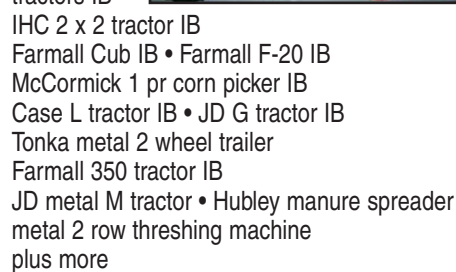 tractors IB
IHC 2 x 2 tractor IB
Farmall Cub IB • Farmall F-20 IB
McCormick 1 pr corn picker IB
Case L tractor IB • JD G tractor IB
Tonka metal 2 wheel trailer
Farmall 350 tractor IB
JD metal M tractor • Hubley manure spreader
metal 2 row threshing machine
plus more